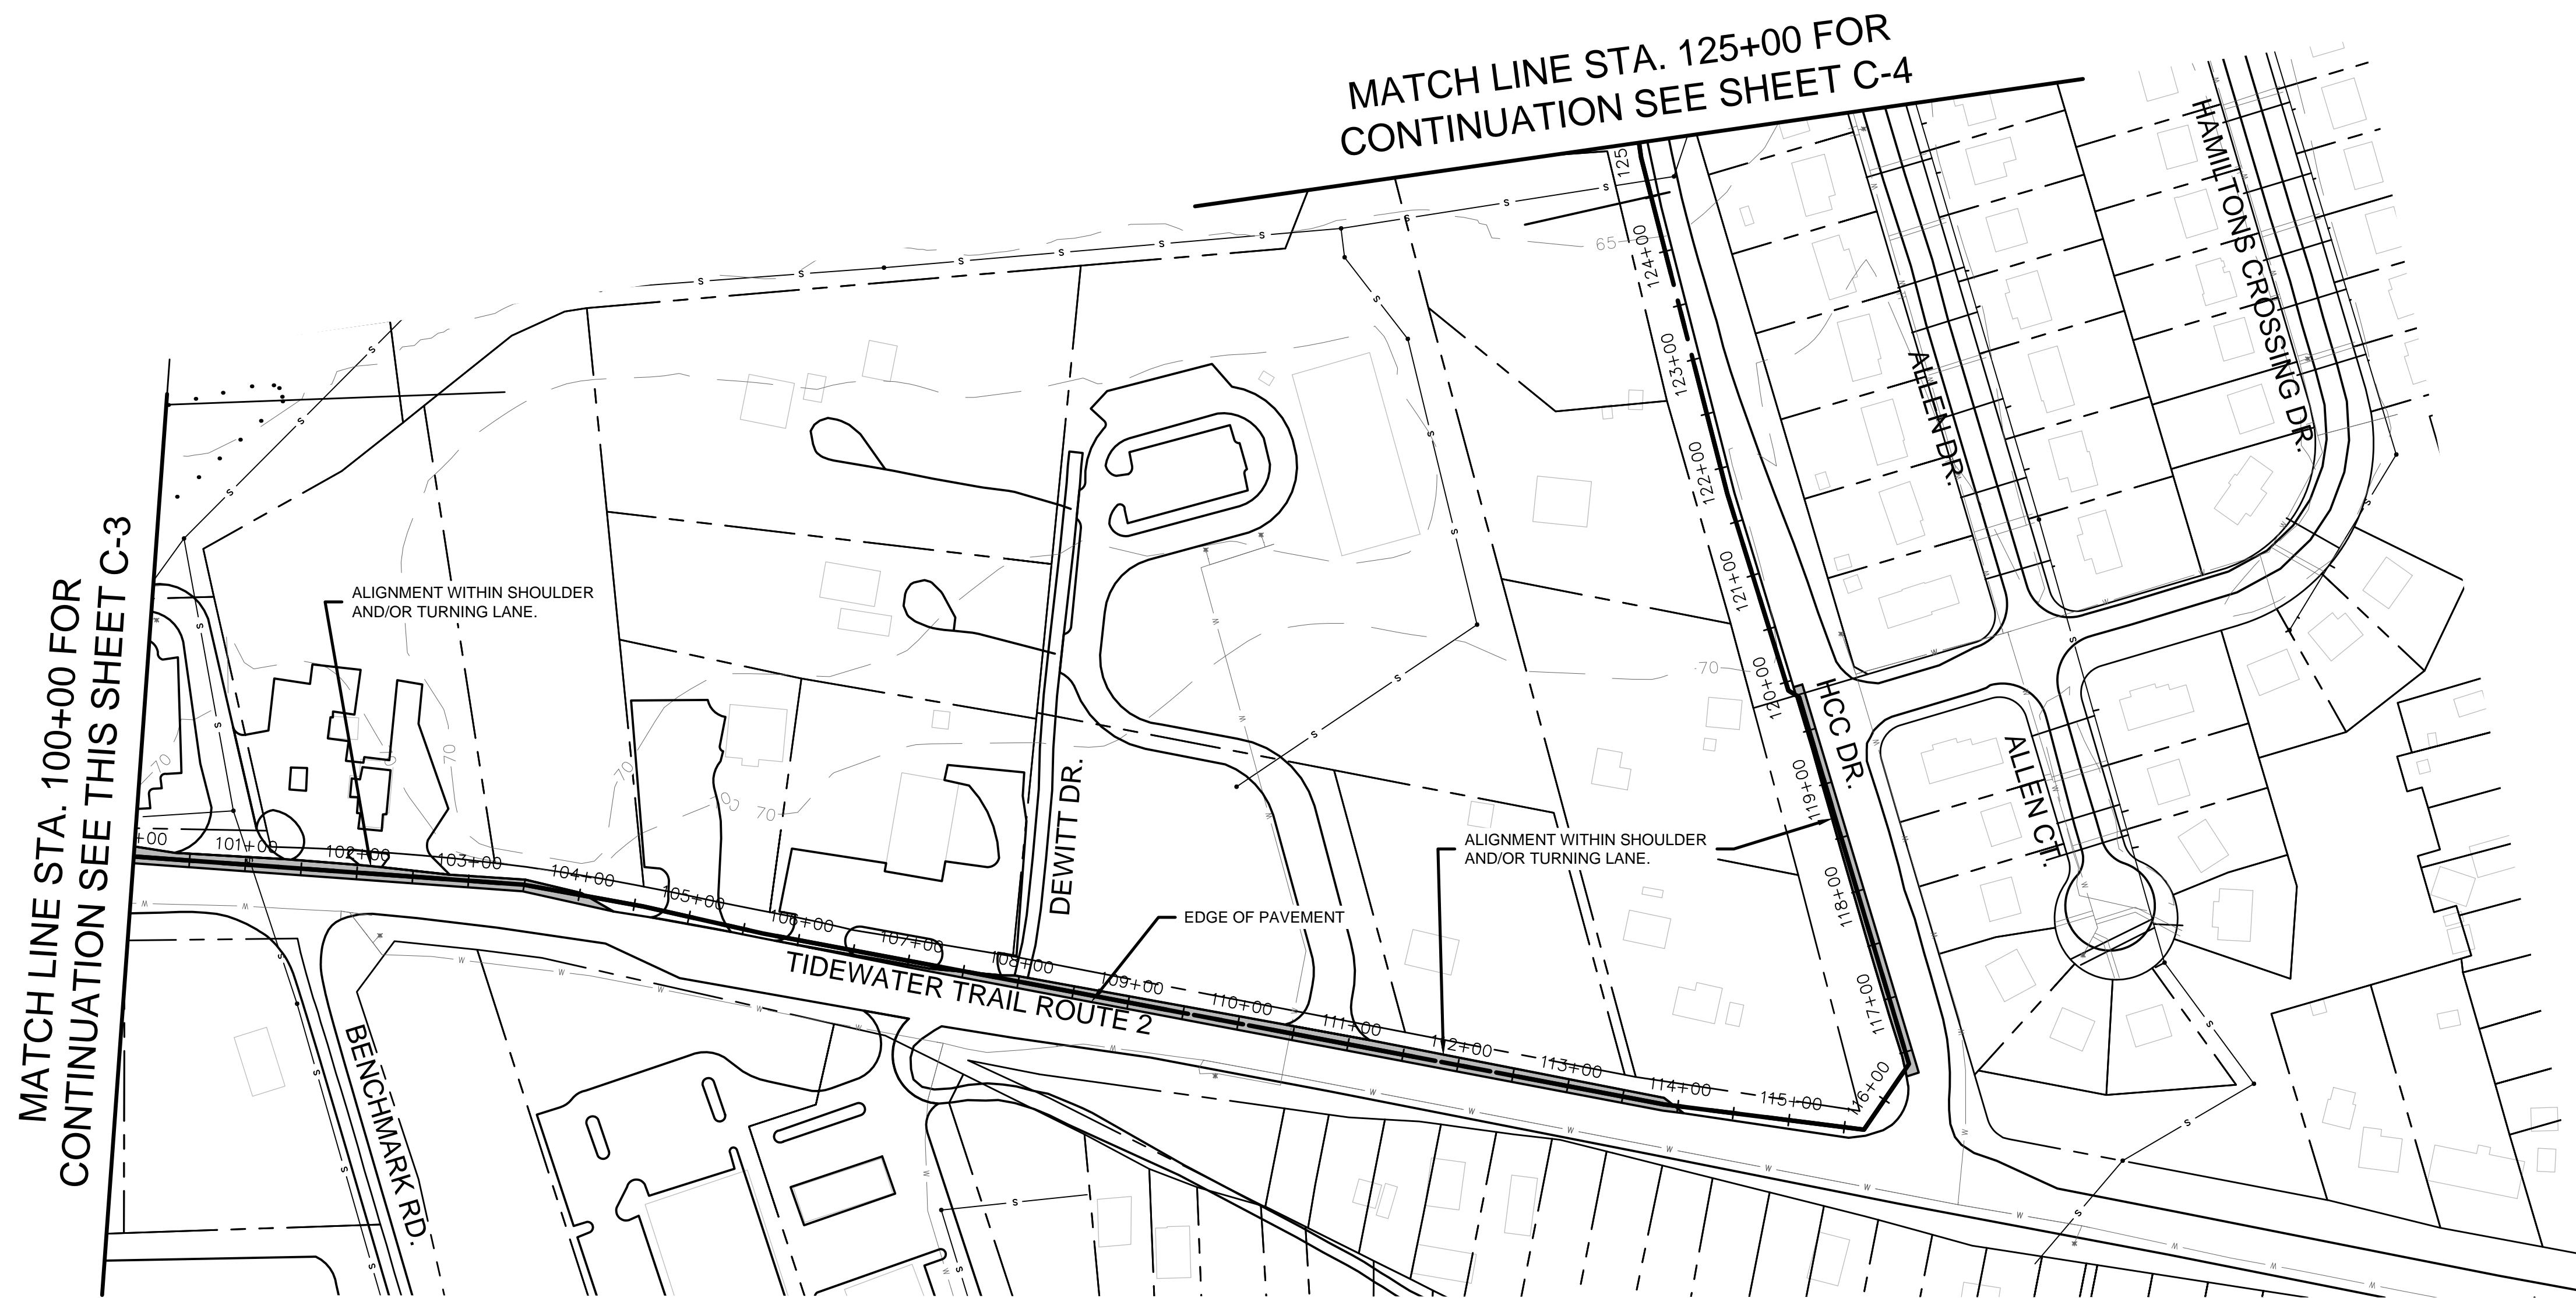 MATCH LINE STA. 125+00 FOR
CONTINUATION SEE SHEET C-4
MATCH LINE STA. 100+00 FOR
CONTINUATION SEE THIS SHEET C-3
ALIGNMENT WITHIN SHOULDER
AND/OR TURNING LANE.
ALIGNMENT WITHIN SHOULDER
AND/OR TURNING LANE.
EDGE OF PAVEMENT
TIDEWATER TRAIL ROUTE 2
BENCHMARK RD.
DEWITT DR.
HCC DR.
ALLEN DR.
ALLEN CT.
HAMILTONS CROSSING DR.
+00
101+00
102+00
103+00
104+00
105+00
106+00
107+00
108+00
109+00
110+00
111+00
112+00
113+00
114+00
115+00
116+00
117+00
118+00
119+00
120+00
121+00
122+00
123+00
124+00
125
65
70
70
70
70
70